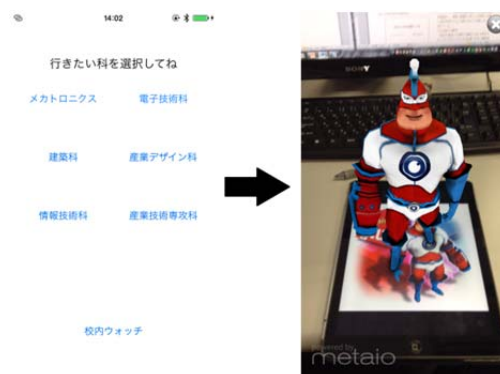 14:02
行きたい科を選択してね
メカトロニクス 電子技術科
建築科 産業デザイン科
情報技術科 産業技術専攻科
校内ウォッチ
SONY
powered by
metaio